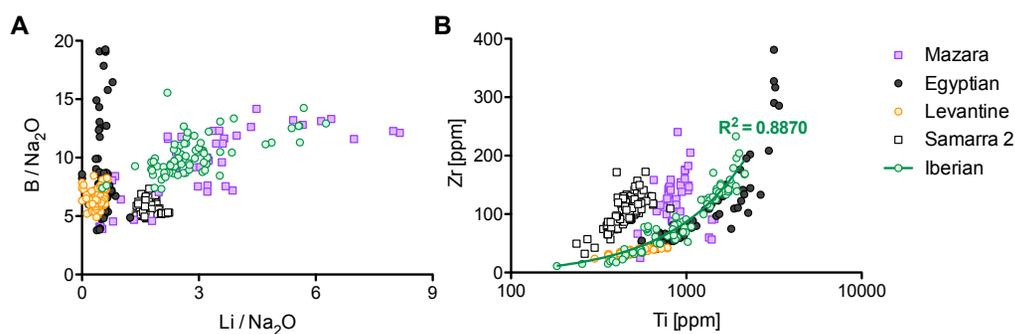 A
B / Na₂O
20
15
10
5
0
0 3 6 9
Li / Na₂O
B
Zr [ppm]
400
300
200
100
0
100 1000 10000
Ti [ppm]
R² = 0.8870
Mazara
Egyptian
Levantine
Samarra 2
Iberian